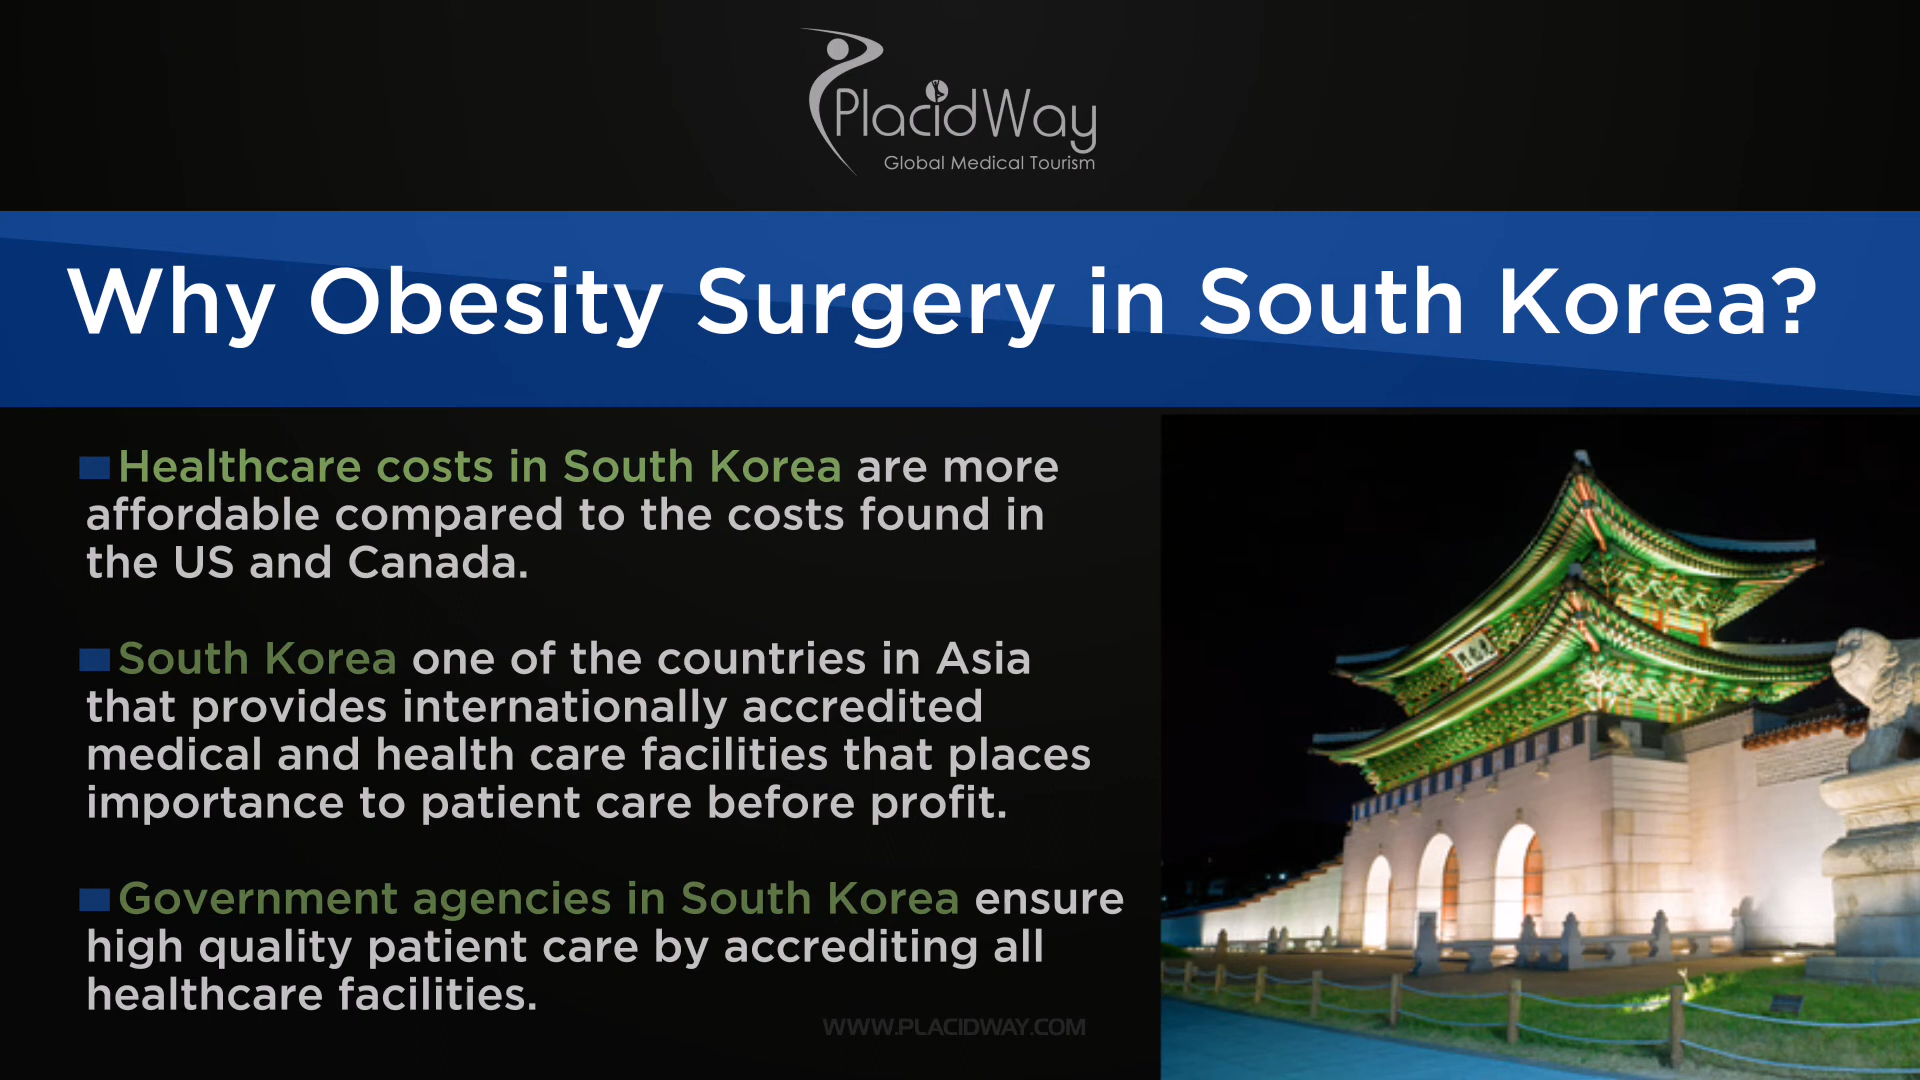 PlacidWay
Global Medical Tourism
Why Obesity Surgery in South Korea?
Healthcare costs in South Korea are more
affordable compared to the costs found in
the US and Canada.
South Korea one of the countries in Asia
that provides internationally accredited
medical and health care facilities that places
importance to patient care before profit.
Government agencies in South Korea ensure
high quality patient care by accrediting all
healthcare facilities.
WWW.PLACIDWAY.COM